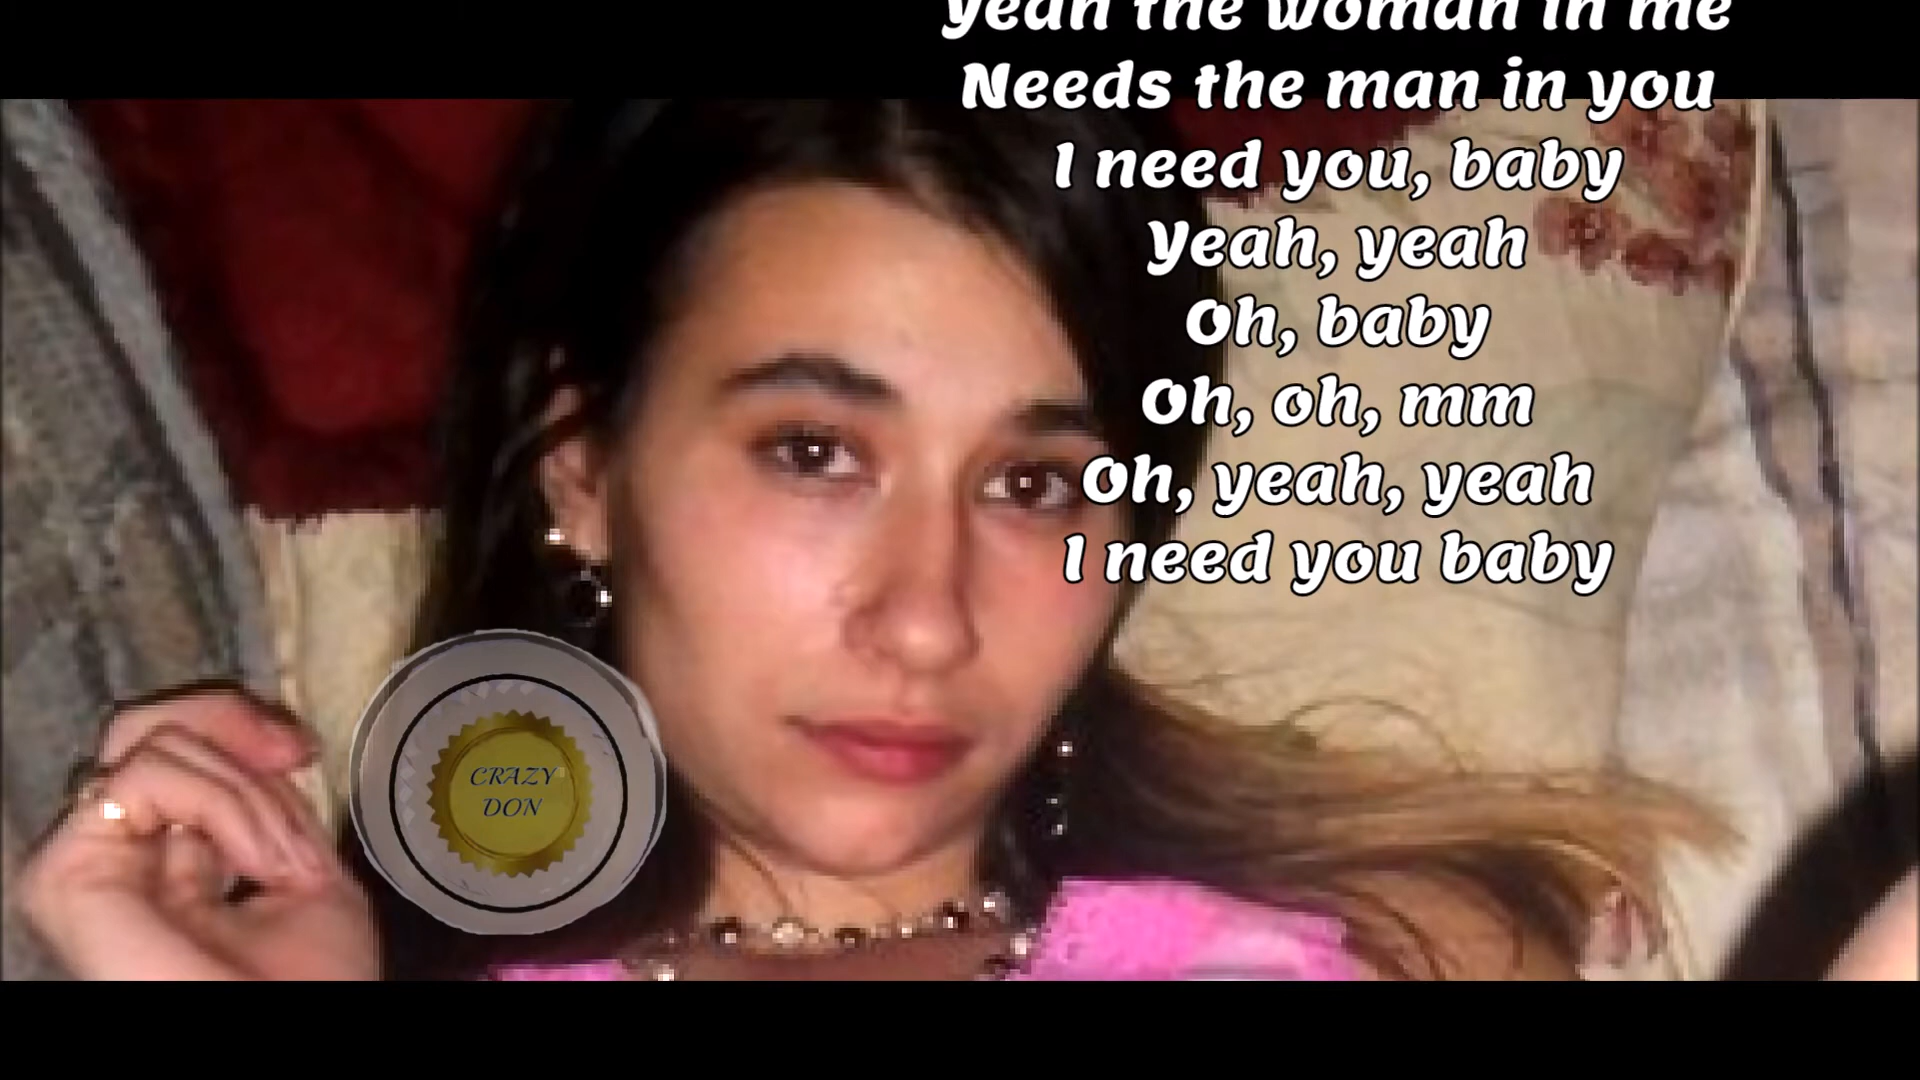 Yeah the woman in me
Needs the man in you
I need you, baby
Yeah, yeah
Oh, baby
Oh, oh, mm
Oh, yeah, yeah
I need you baby
CRAZY
DON